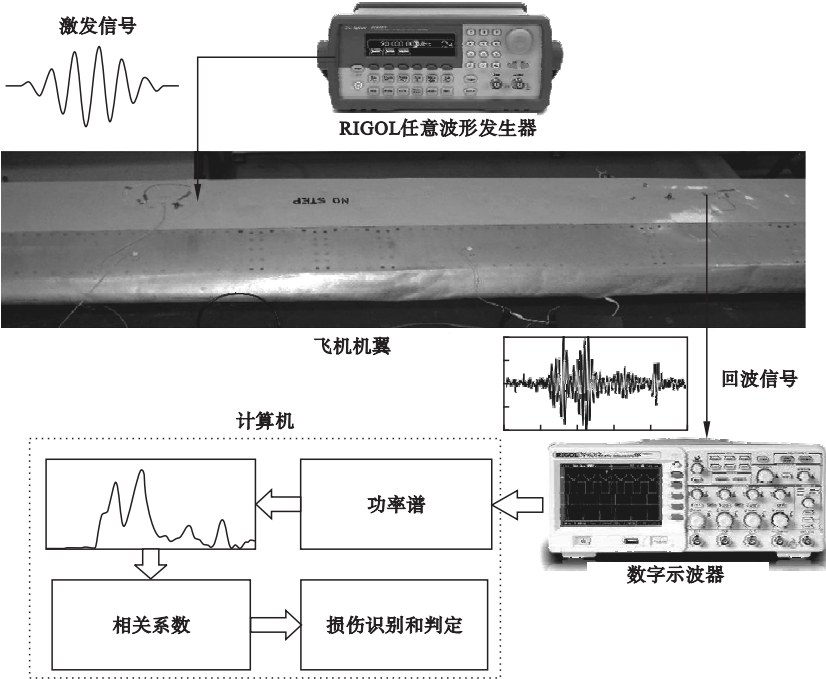 激发信号
RIGOL任意波形发生器
NO STEP
飞机机翼
回波信号
计算机
RIGOL
功率谱
数字示波器
相关系数
损伤识别和判定